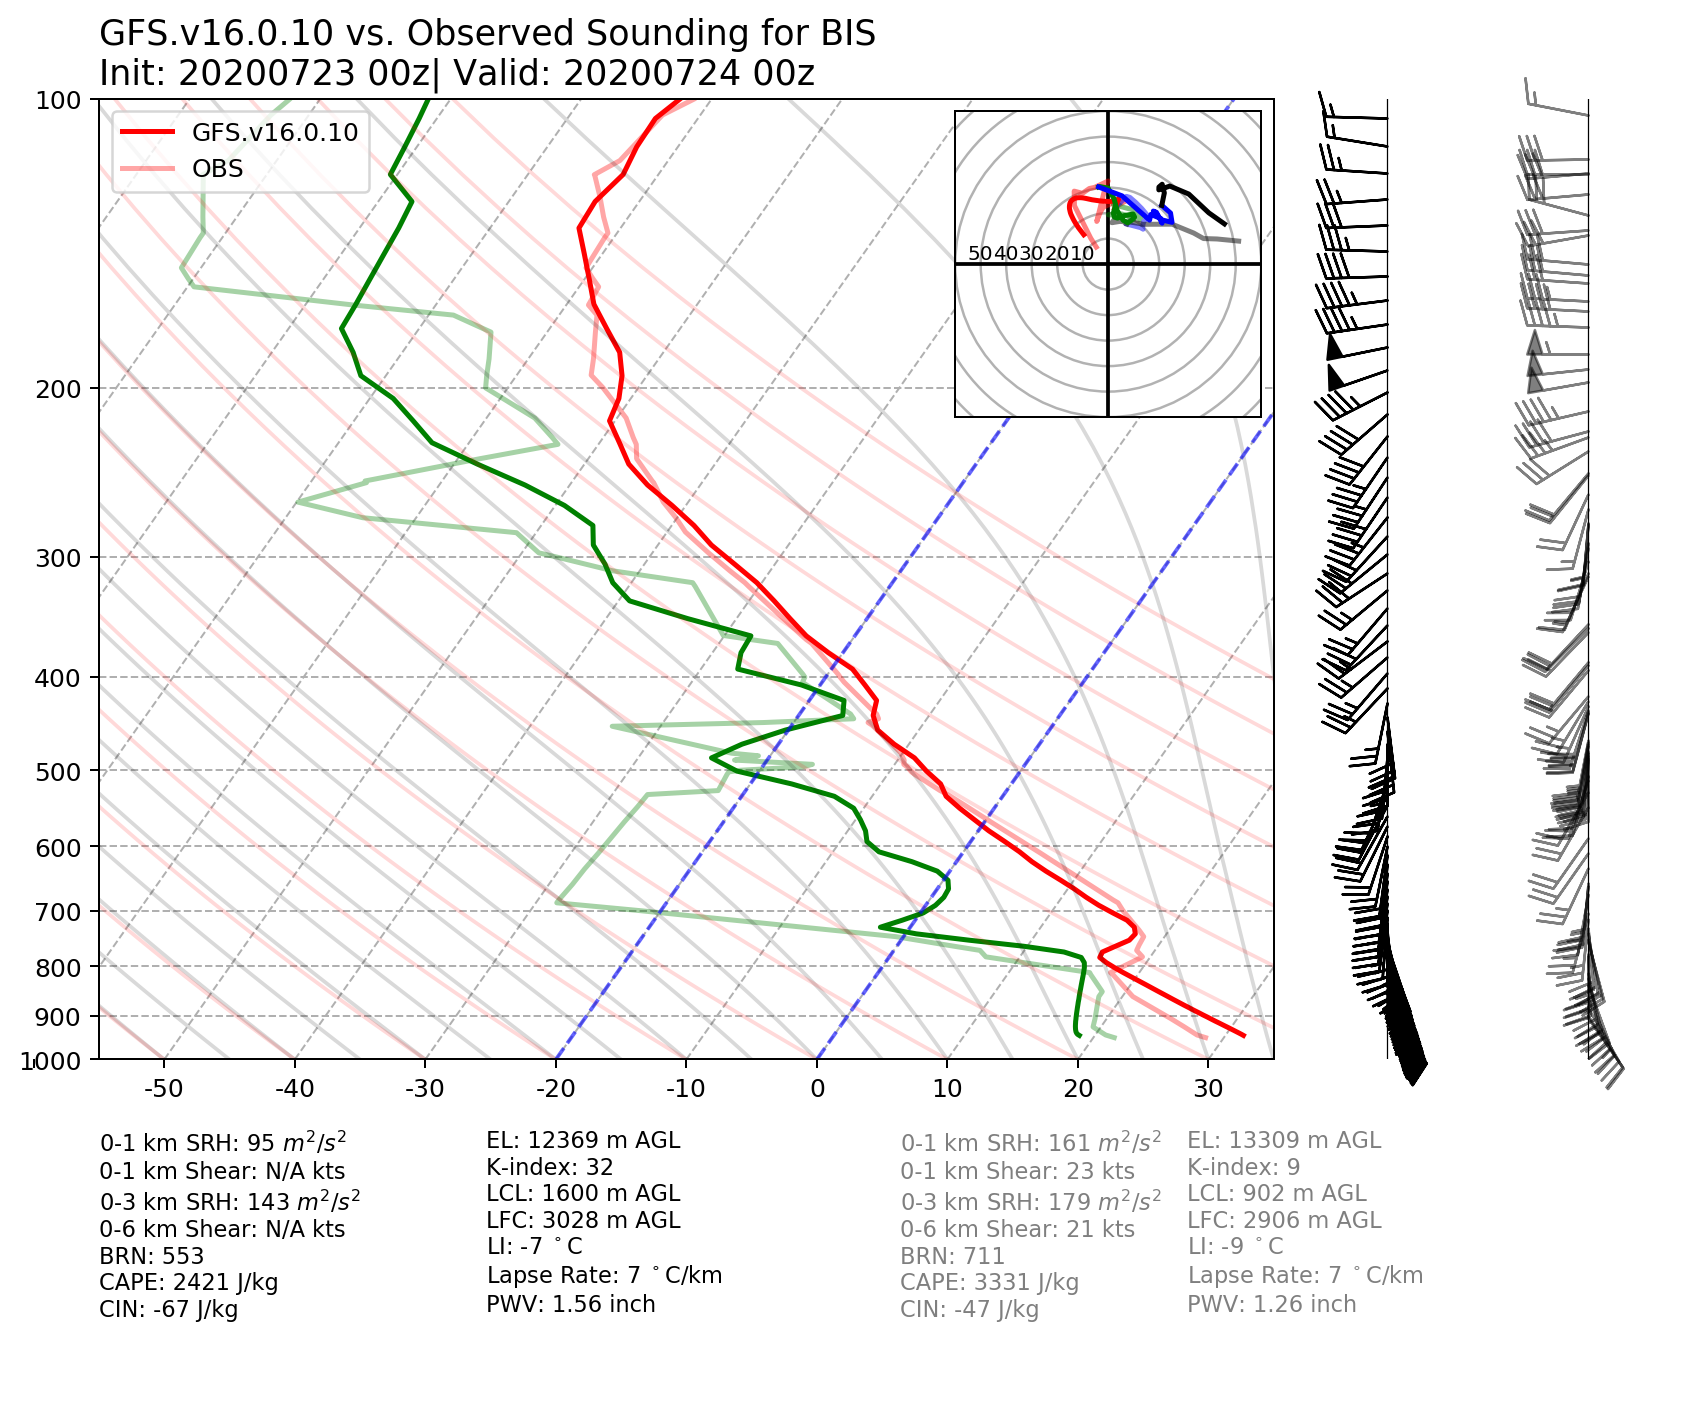 GFS.v16.0.10 vs. Observed Sounding for BIS
Init: 20200723 00z| Valid: 20200724 00z
GFS.v16.0.10
OBS
50 40 30 20 10
100
200
300
400
500
600
700
800
900
1000
-50 -40 -30 -20 -10 0 10 20 30
0-1 km SRH: 95 m²/s²
0-1 km Shear: N/A kts
0-3 km SRH: 143 m²/s²
0-6 km Shear: N/A kts
BRN: 553
CAPE: 2421 J/kg
CIN: -67 J/kg
EL: 12369 m AGL
K-index: 32
LCL: 1600 m AGL
LFC: 3028 m AGL
LI: -7 °C
Lapse Rate: 7 °C/km
PWV: 1.56 inch
0-1 km SRH: 161 m²/s²
0-1 km Shear: 23 kts
0-3 km SRH: 179 m²/s²
0-6 km Shear: 21 kts
BRN: 711
CAPE: 3331 J/kg
CIN: -47 J/kg
EL: 13309 m AGL
K-index: 9
LCL: 902 m AGL
LFC: 2906 m AGL
LI: -9 °C
Lapse Rate: 7 °C/km
PWV: 1.26 inch